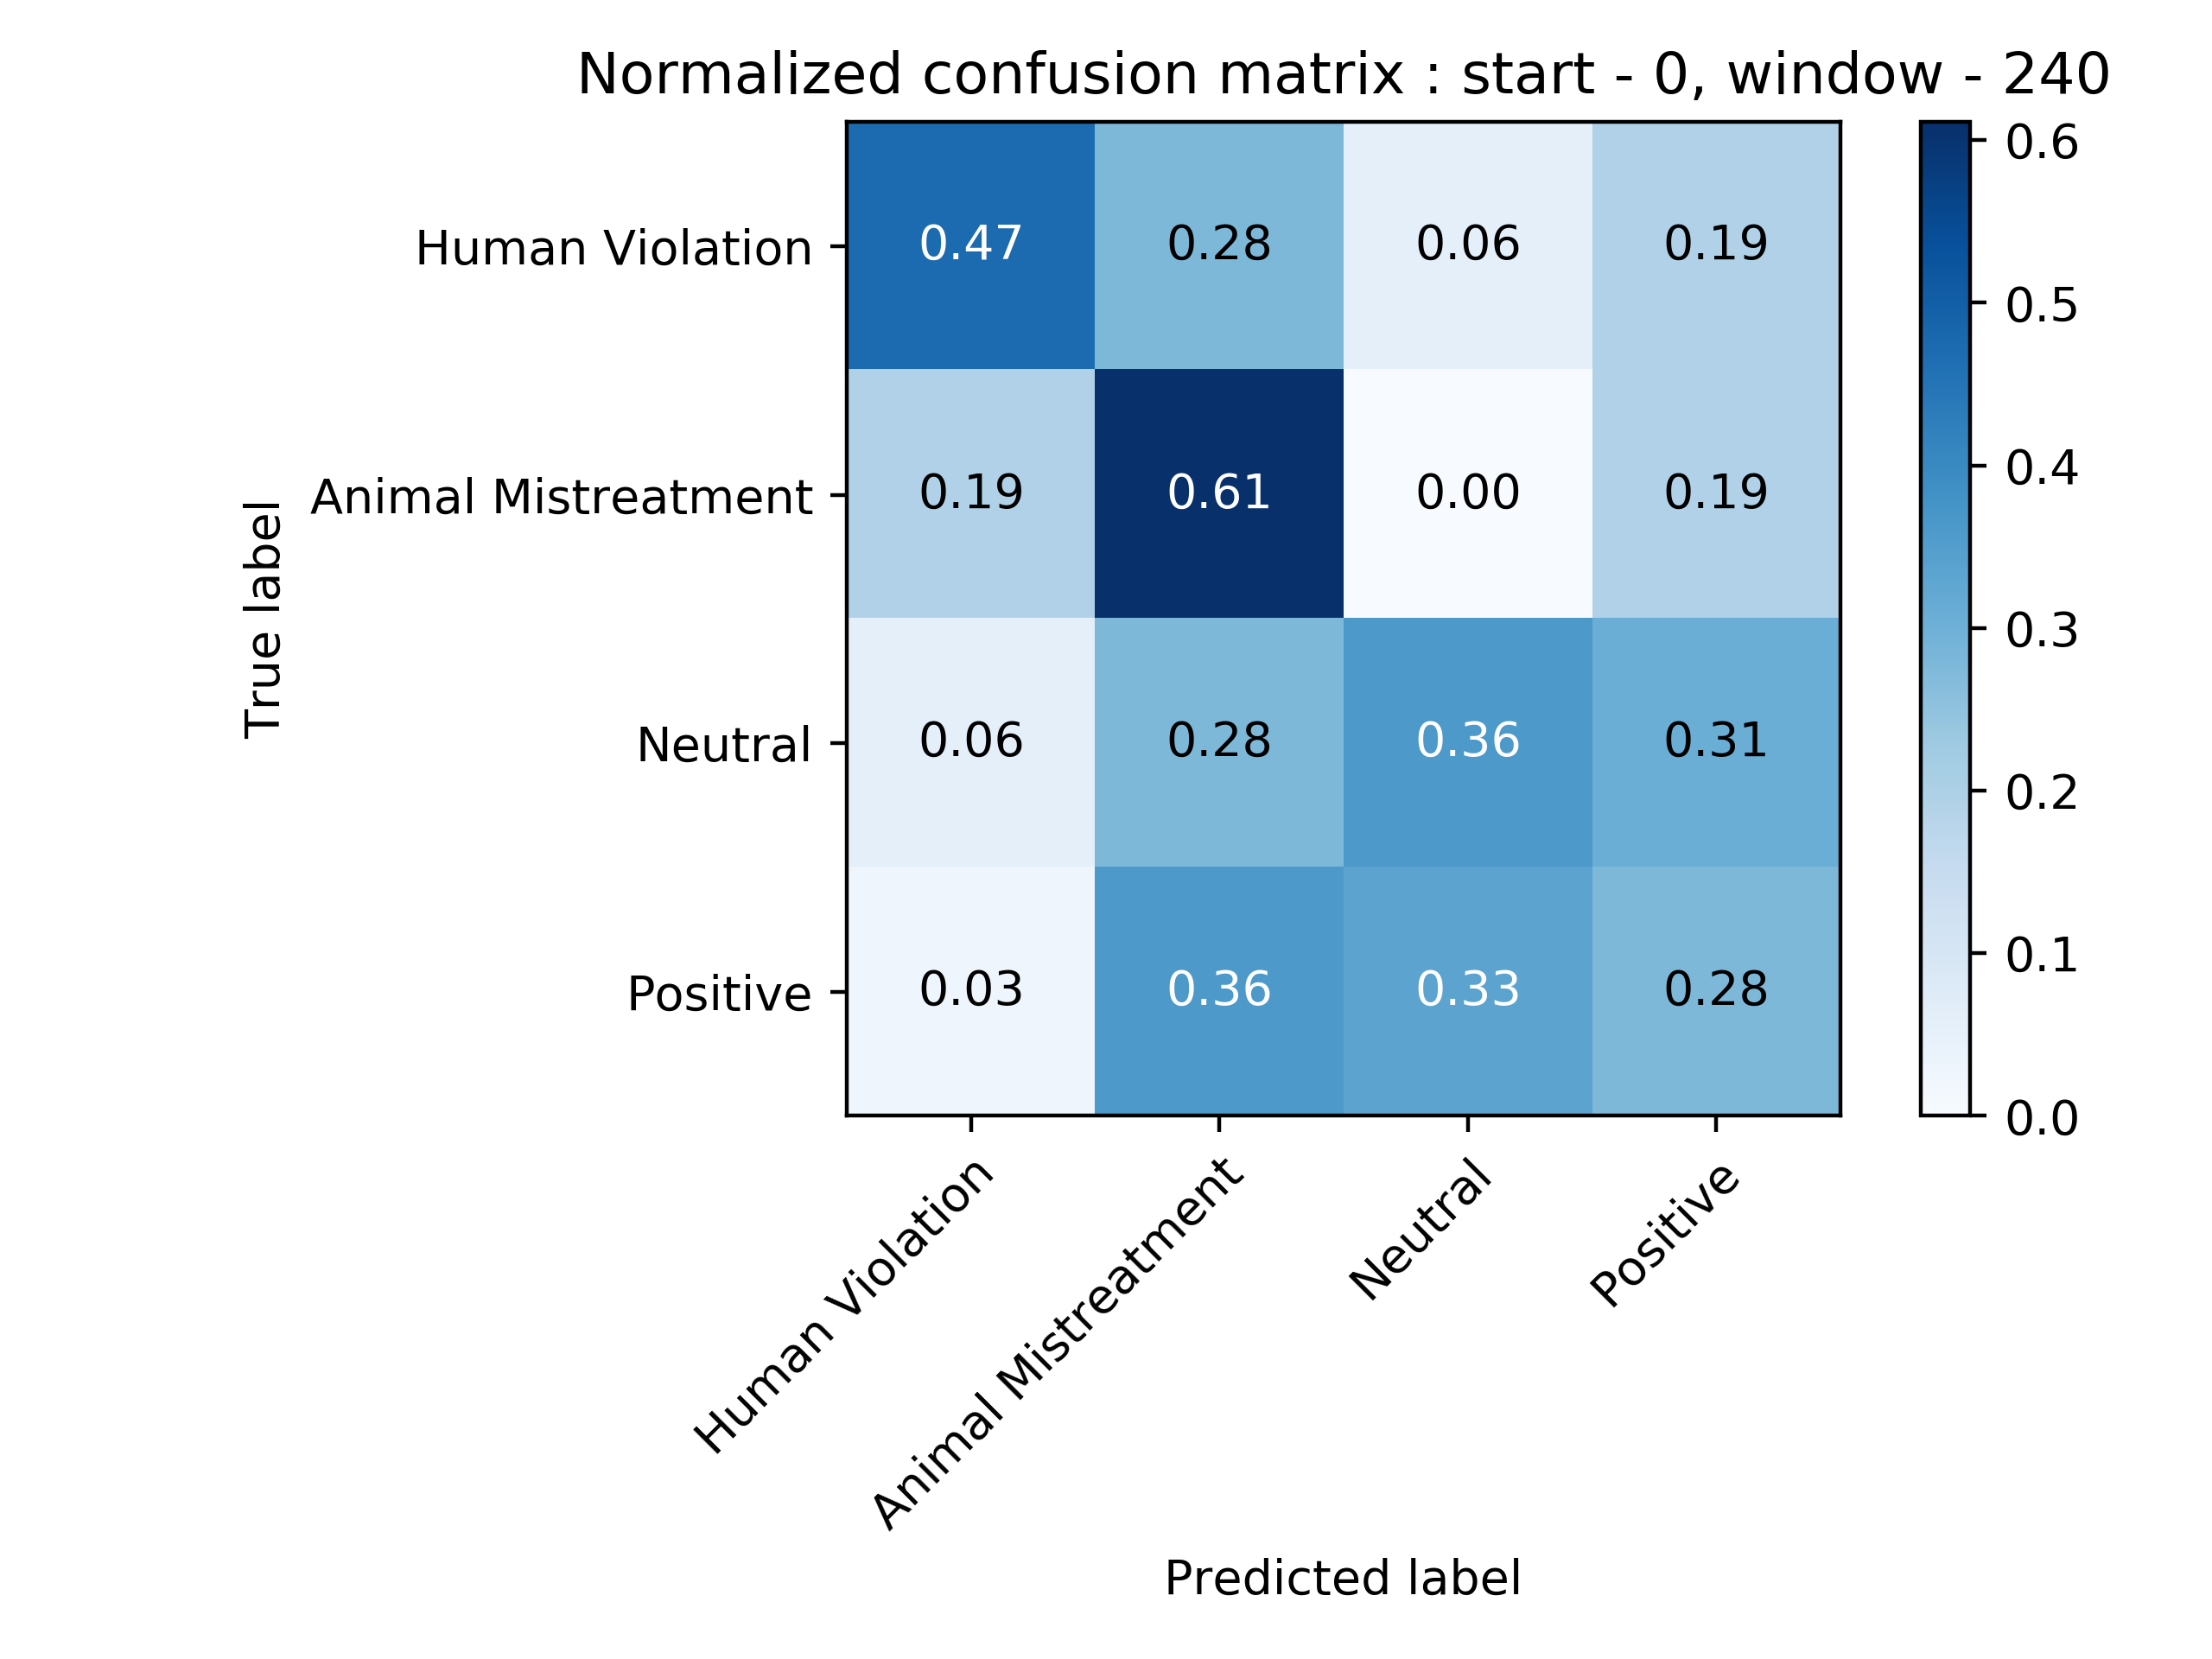 Normalized confusion matrix : start - 0, window - 240
True label
Human Violation
Animal Mistreatment
Neutral
Positive
0.47 0.28 0.06 0.19
0.19 0.61 0.00 0.19
0.06 0.28 0.36 0.31
0.03 0.36 0.33 0.28
Human Violation
Animal Mistreatment
Neutral
Positive
Predicted label
0.6
0.5
0.4
0.3
0.2
0.1
0.0